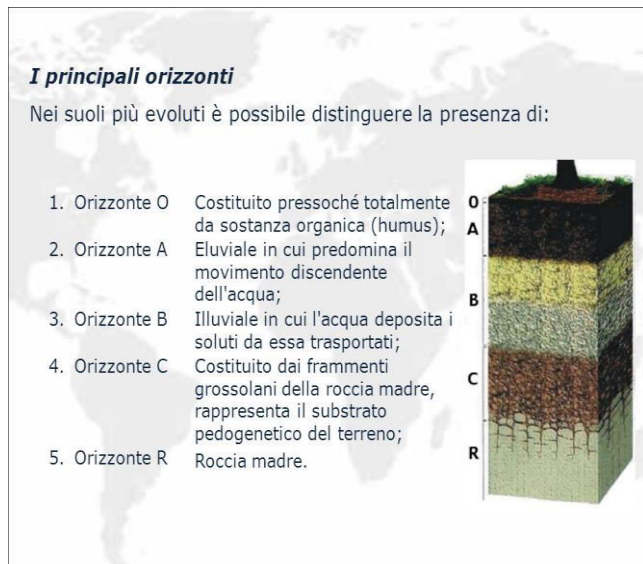 I principali orizzonti
Nei suoli più evoluti è possibile distinguere la presenza di:
1. Orizzonte O Costituito pressoché totalmente
da sostanza organica (humus);
2. Orizzonte A Eluviale in cui predomina il
movimento discendente
dell'acqua;
3. Orizzonte B Illuviale in cui l'acqua deposita i
soluti da essa trasportati;
4. Orizzonte C Costituito dai frammenti
grossolani della roccia madre,
rappresenta il substrato
pedogenetico del terreno;
5. Orizzonte R Roccia madre.
O
A
B
C
R